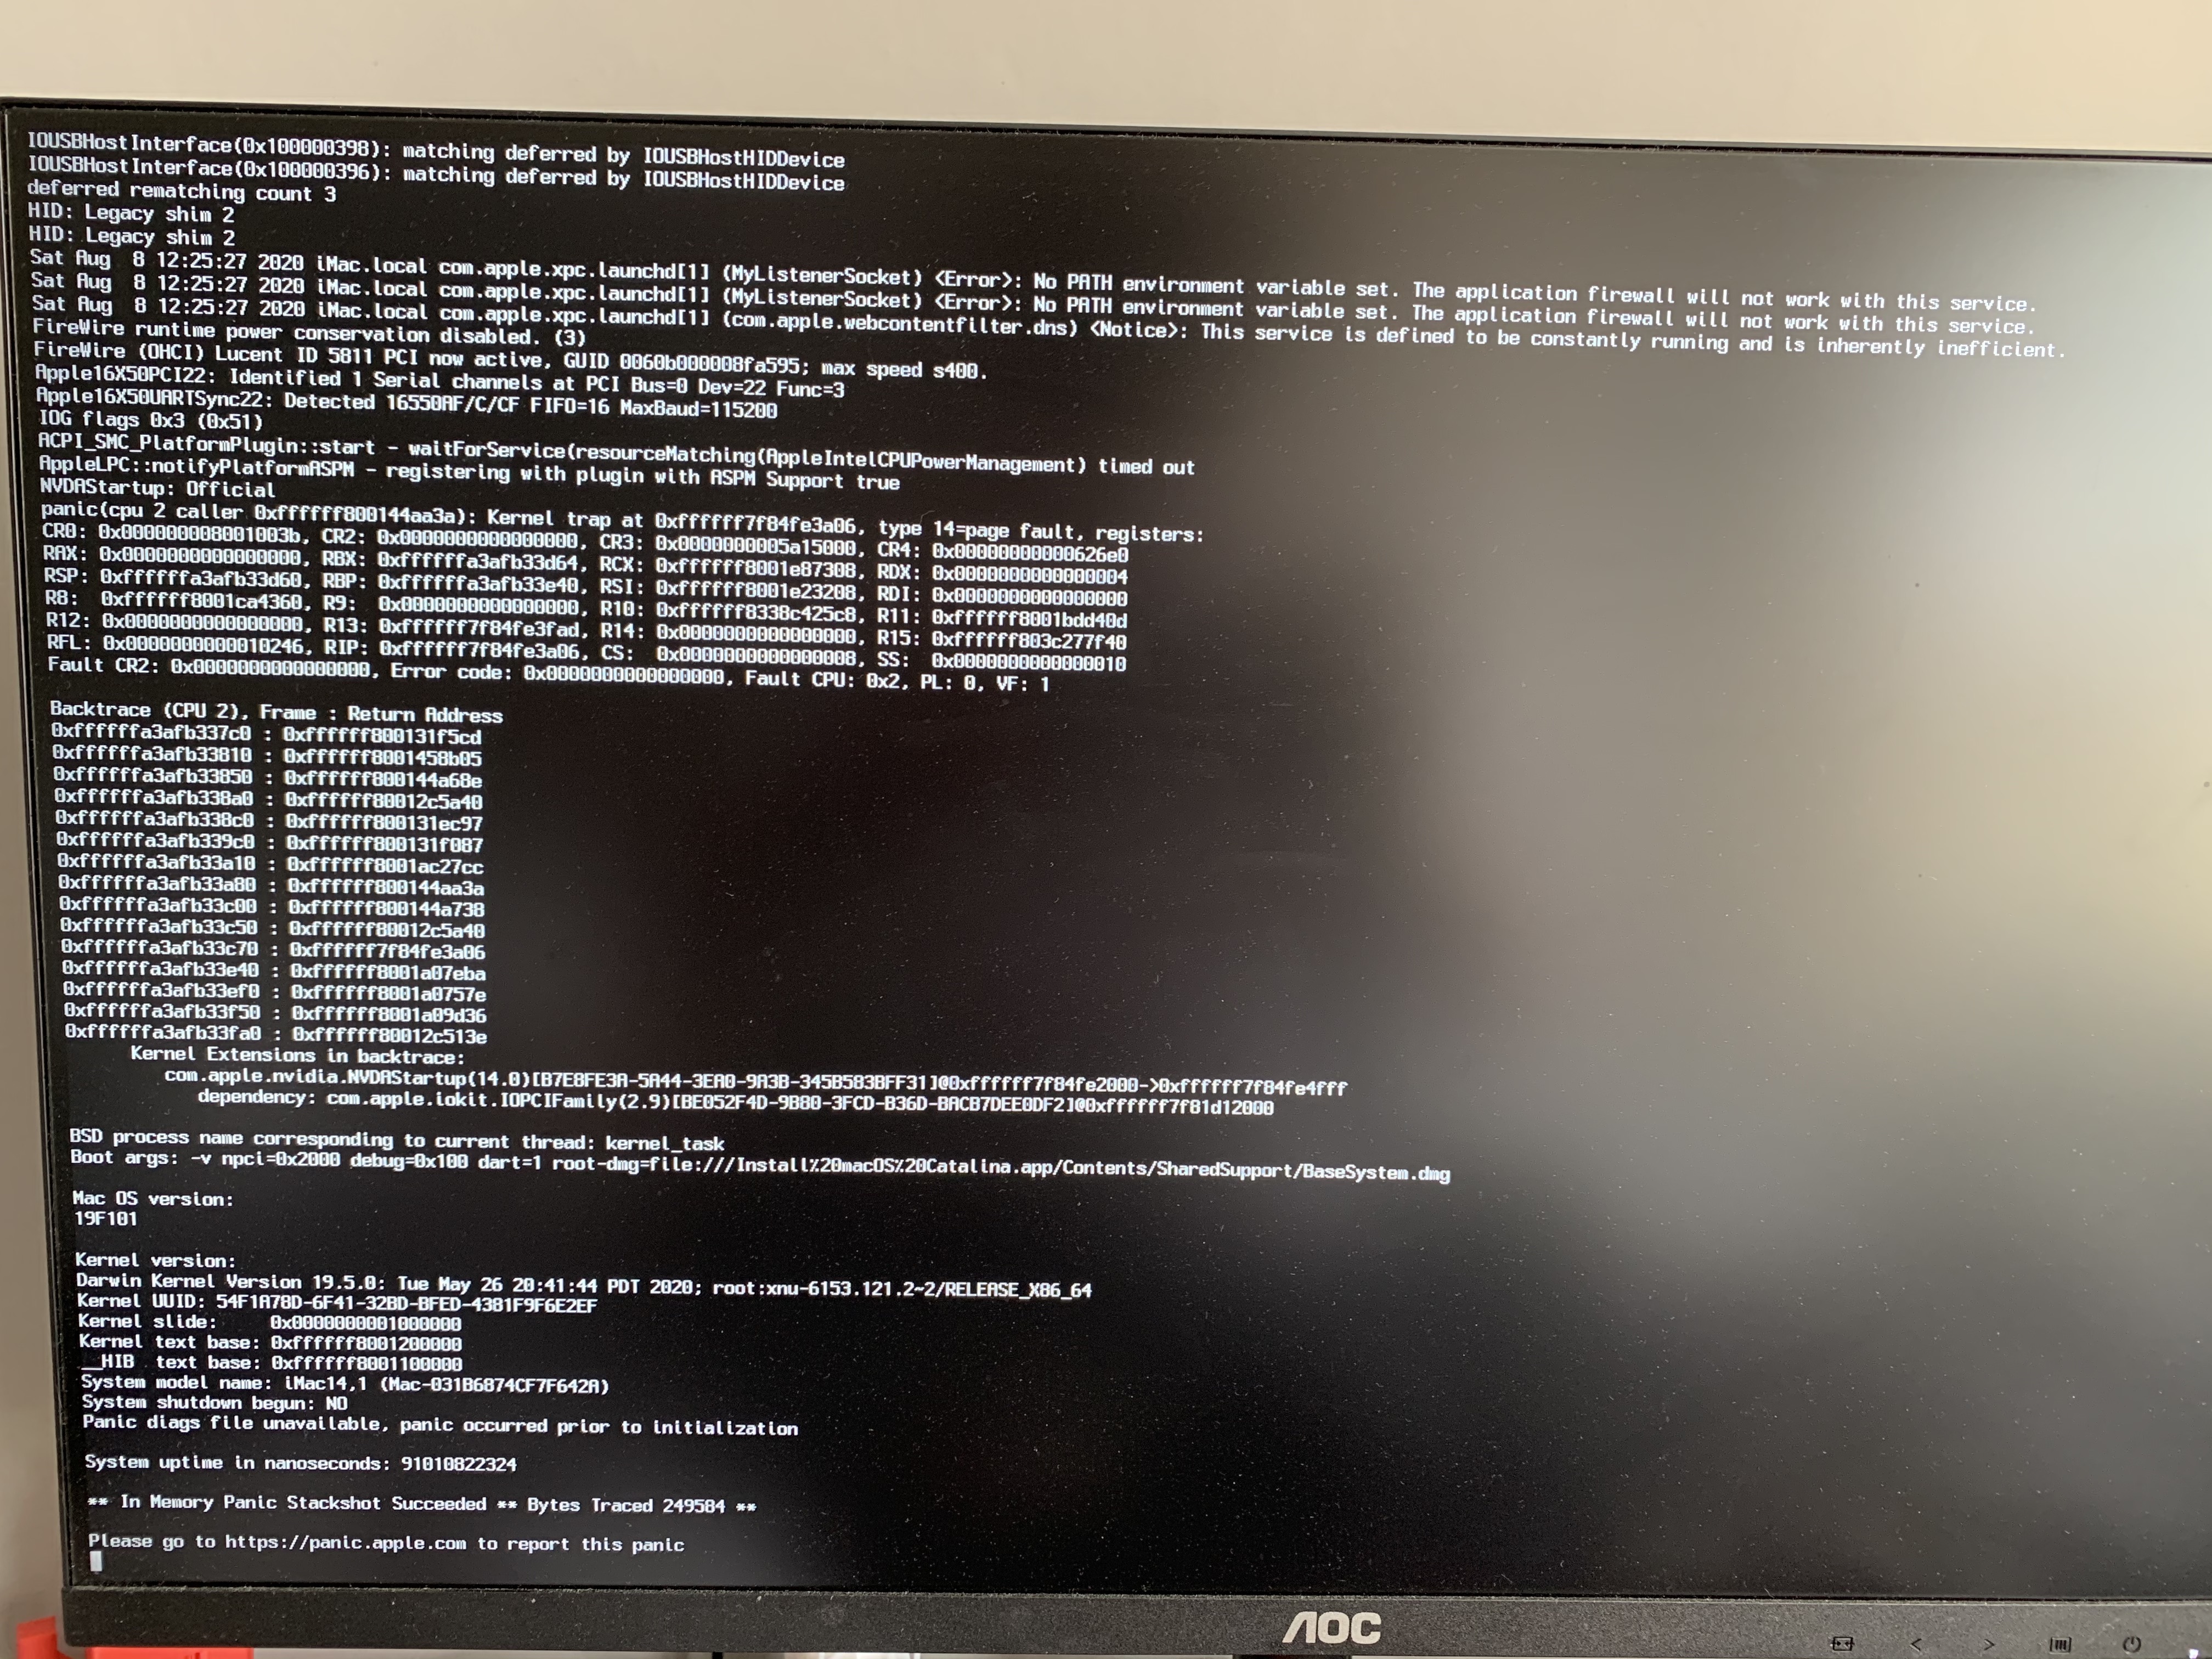 IOUSBHostInterface(0x100000398): matching deferred by IOUSBHostHIDDevice
IOUSBHostInterface(0x100000396): matching deferred by IOUSBHostHIDDevice
deferred rematching count 3
HID: Legacy shim 2
HID: Legacy shim 2
Sat Aug  8 12:25:27 2020 iMac.local com.apple.xpc.launchd[1] (MyListenerSocket) <Error>: No PATH environment variable set. The application firewall will not work with this service.
Sat Aug  8 12:25:27 2020 iMac.local com.apple.xpc.launchd[1] (MyListenerSocket) <Error>: No PATH environment variable set. The application firewall will not work with this service.
Sat Aug  8 12:25:27 2020 iMac.local com.apple.xpc.launchd[1] (com.apple.webcontentfilter.dns) <Notice>: This service is defined to be constantly running and is inherently inefficient.
FireWire runtime power conservation disabled. (3)
FireWire (OHCI) Lucent ID 5811 PCI now active, GUID 0060b000008fa595; max speed s400.
Apple16X50PCI22: Identified 1 Serial channels at PCI Bus=0 Dev=22 Func=3
Apple16X50UARTSync22: Detected 16550AF/C/CF FIFO=16 MaxBaud=115200
IOG flags 0x3 (0x51)
ACPI_SMC_PlatformPlugin::start - waitForService(resourceMatching(AppleIntelCPUPowerManagement) timed out
AppleLPC::notifyPlatformASPM - registering with plugin with ASPM Support true
NVDAStartup: Official
panic(cpu 2 caller 0xffffff800144aa3a): Kernel trap at 0xffffff7f84fe3a06, type 14=page fault, registers:
CR0: 0x000000008001003b, CR2: 0x0000000000000000, CR3: 0x0000000005a15000, CR4: 0x00000000000626e0
RAX: 0x0000000000000000, RBX: 0xffffffa3afb33d64, RCX: 0xffffff8001e87308, RDX: 0x0000000000000004
RSP: 0xffffffa3afb33d60, RBP: 0xffffffa3afb33e40, RSI: 0xffffff8001e23208, RDI: 0x0000000000000000
R8:  0xffffff8001ca4360, R9:  0x0000000000000000, R10: 0xffffff8338c425c8, R11: 0xffffff8001bdd40d
R12: 0x0000000000000000, R13: 0xffffff7f84fe3fad, R14: 0x0000000000000000, R15: 0xffffff803c277f40
RFL: 0x0000000000010246, RIP: 0xffffff7f84fe3a06, CS:  0x0000000000000008, SS:  0x0000000000000010
Fault CR2: 0x0000000000000000, Error code: 0x0000000000000000, Fault CPU: 0x2, PL: 0, VF: 1
Backtrace (CPU 2), Frame : Return Address
0xffffffa3afb337c0 : 0xffffff800131f5cd
0xffffffa3afb33810 : 0xffffff8001458b05
0xffffffa3afb33850 : 0xffffff800144a68e
0xffffffa3afb338a0 : 0xffffff80012c5a40
0xffffffa3afb338c0 : 0xffffff800131ec97
0xffffffa3afb339c0 : 0xffffff800131f087
0xffffffa3afb33a10 : 0xffffff8001ac27cc
0xffffffa3afb33a80 : 0xffffff800144aa3a
0xffffffa3afb33c00 : 0xffffff800144a738
0xffffffa3afb33c50 : 0xffffff80012c5a40
0xffffffa3afb33c70 : 0xffffff7f84fe3a06
0xffffffa3afb33e40 : 0xffffff8001a07eba
0xffffffa3afb33ef0 : 0xffffff8001a0757e
0xffffffa3afb33f50 : 0xffffff8001a09d36
0xffffffa3afb33fa0 : 0xffffff80012c513e
Kernel Extensions in backtrace:
com.apple.nvidia.NVDAStartup(14.0)[B7E8FE3A-5A44-3EA0-9A3B-345B583BFF31]@0xffffff7f84fe2000->0xffffff7f84fe4fff
dependency: com.apple.iokit.IOPCIFamily(2.9)[BE052F4D-9B80-3FCD-B36D-BACB7DEE0DF2]@0xffffff7f81d12000
BSD process name corresponding to current thread: kernel_task
Boot args: -v npci=0x2000 debug=0x100 dart=1 root-dmg=file:///Install%20macOS%20Catalina.app/Contents/SharedSupport/BaseSystem.dmg
Mac OS version:
19F101
Kernel version:
Darwin Kernel Version 19.5.0: Tue May 26 20:41:44 PDT 2020; root:xnu-6153.121.2~2/RELEASE_X86_64
Kernel UUID: 54F1A78D-6F41-32BD-BFED-4381F9F6E2EF
Kernel slide:     0x0000000001000000
Kernel text base: 0xffffff8001200000
__HIB  text base: 0xffffff8001100000
System model name: iMac14,1 (Mac-031B6874CF7F642A)
System shutdown begun: NO
Panic diags file unavailable, panic occurred prior to initialization
System uptime in nanoseconds: 91010822324
** In Memory Panic Stackshot Succeeded ** Bytes Traced 249584 **
Please go to https://panic.apple.com to report this panic
AOC